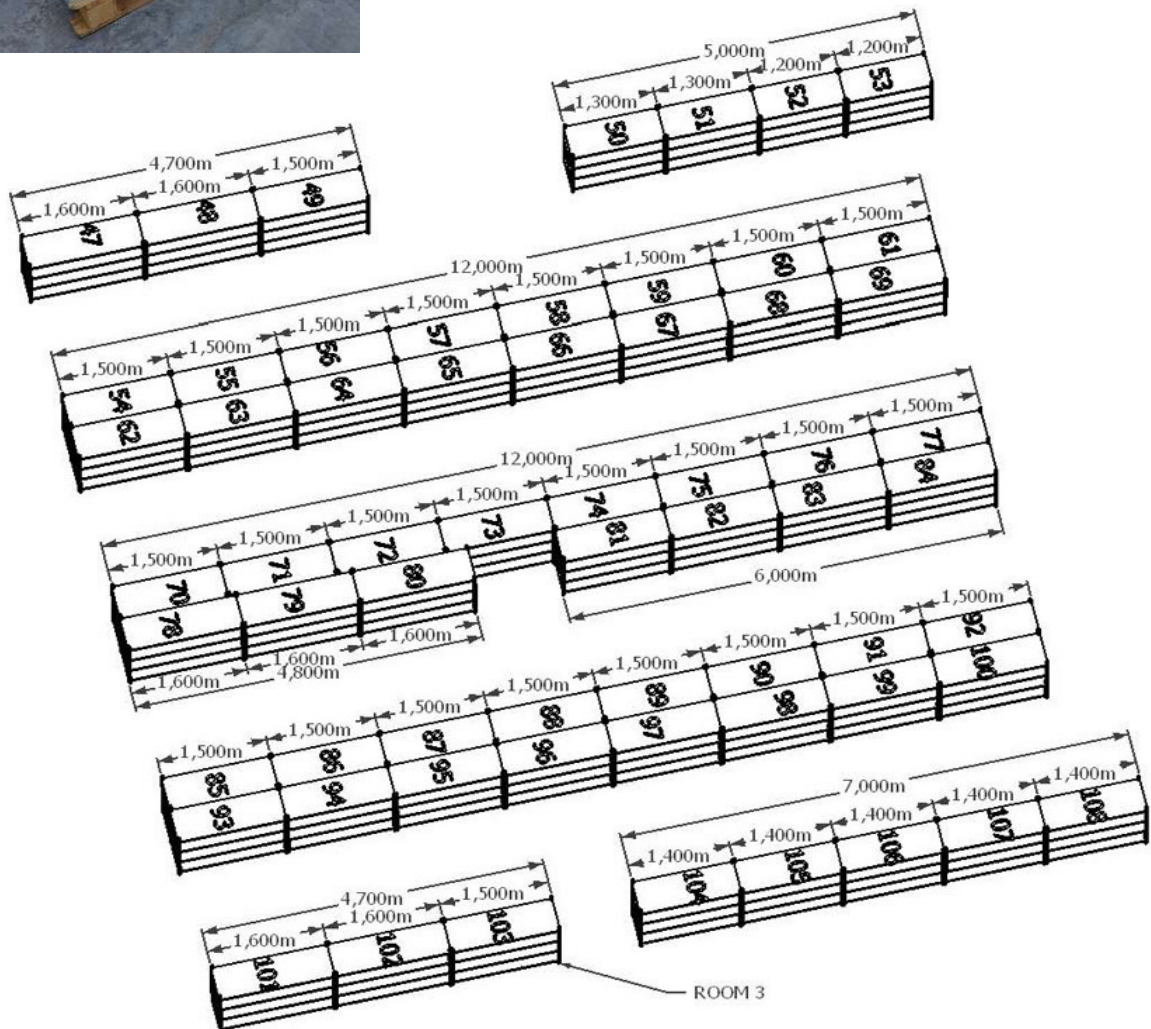 5,000m
1,300m 1,300m 1,200m 1,200m
50 51 52 53
4,700m
1,600m 1,600m 1,500m
47 48 49
12,000m
1,500m 1,500m 1,500m 1,500m 1,500m 1,500m 1,500m 1,500m
54 55 56 57 58 59 60 61
62 63 64 65 66 67 68 69
12,000m
1,500m 1,500m 1,500m 1,500m 1,500m 1,500m 1,500m 1,500m
70 71 72 73 74 75 76 77
78 79 80 81 82 83 84
1,600m 1,600m 1,600m
4,800m
6,000m
1,500m 1,500m 1,500m 1,500m 1,500m 1,500m 1,500m 1,500m
85 86 87 88 89 90 91 92
93 94 95 96 97 98 99 100
7,000m
1,400m 1,400m 1,400m 1,400m 1,400m
104 105 106 107 108
4,700m
1,600m 1,600m 1,500m
101 102 103
ROOM 3